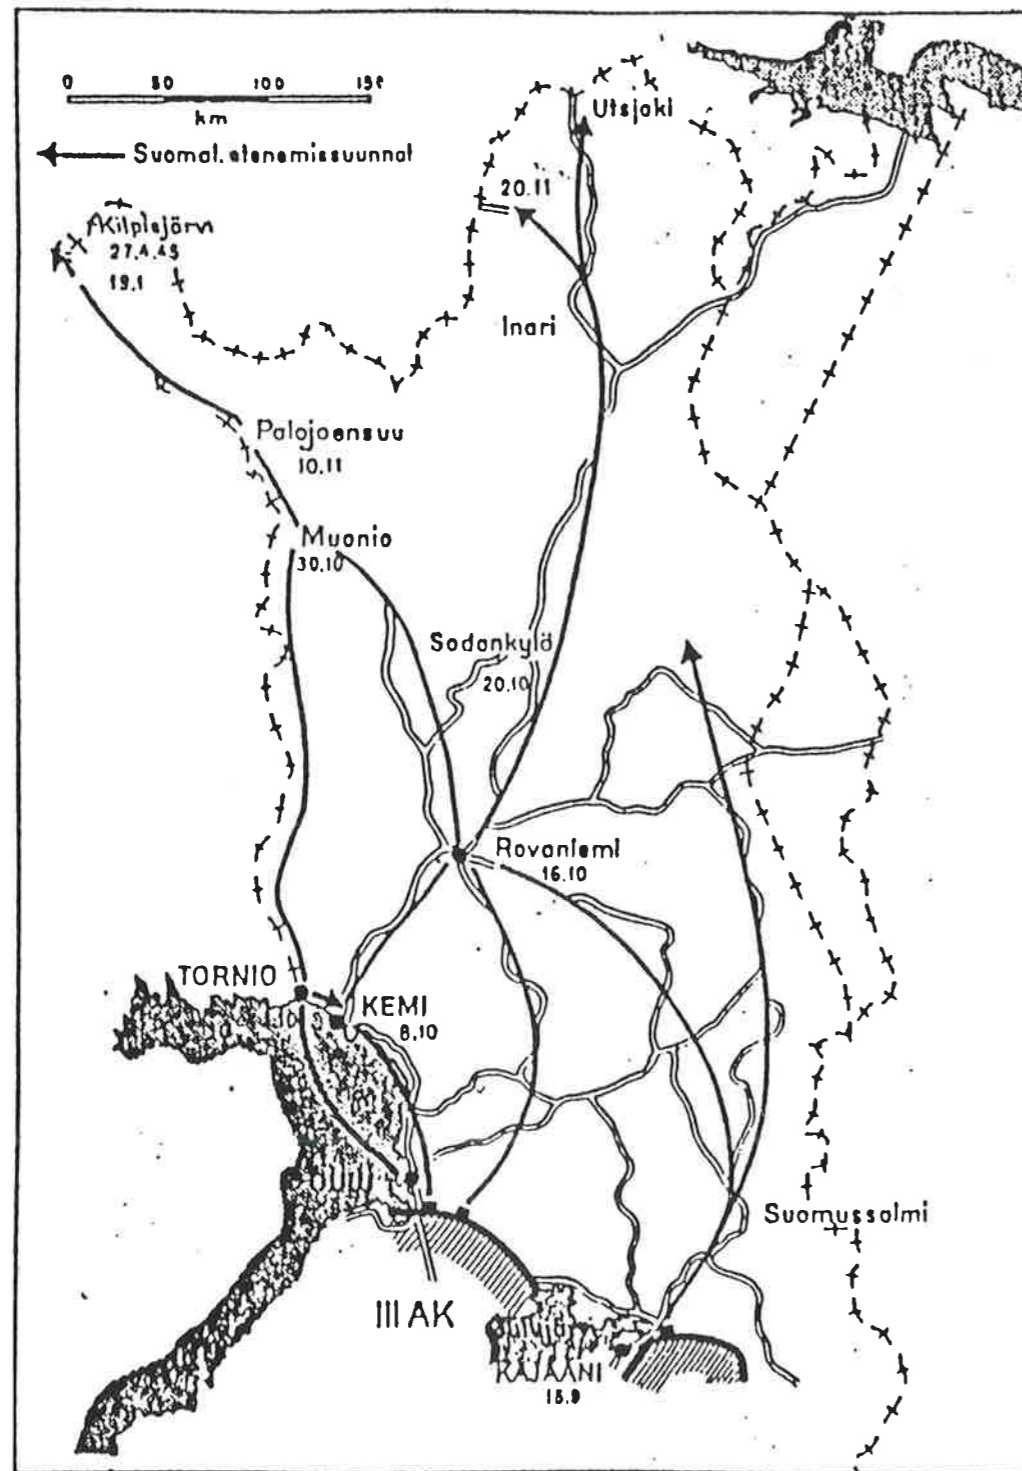 0 50 100 150
km
Suomal. etenemissuunnat
Utsjoki
20.11
Kilpisjärvi
27.4.45
19.1
Inari
Palojoensuu
10.11
Muonio
30.10
Sodankylä
20.10
Rovaniemi
16.10
TORNIO
KEMI
8.10
Suomussalmi
III AK
KAJAANI
15.9